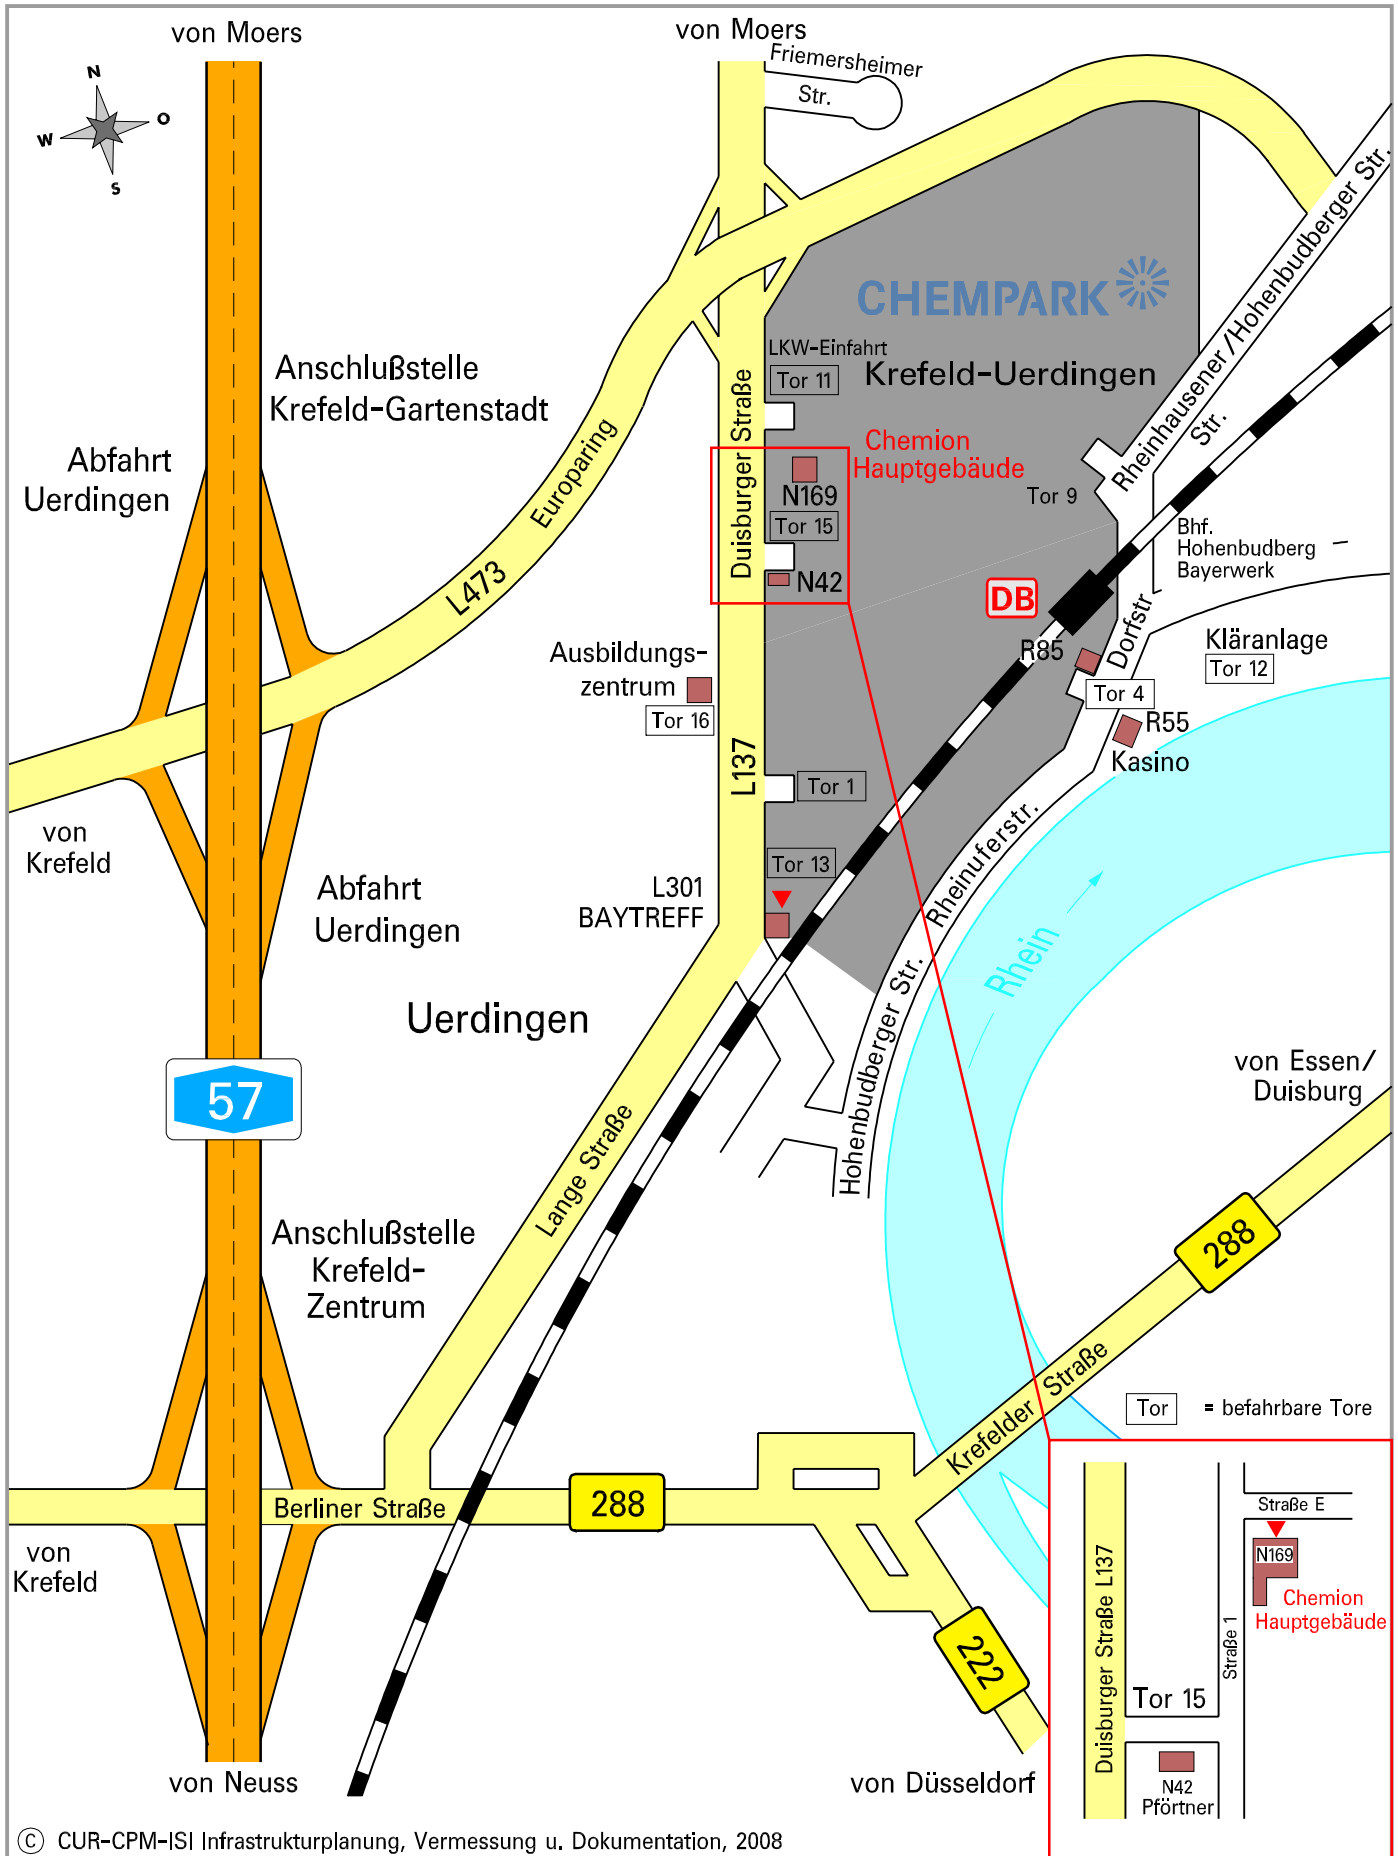 von Moers
von Moers
Friemersheimer
Str.
N
O
W
S
CHEMPARK
LKW-Einfahrt
Tor 11
Krefeld-Uerdingen
Rheinhausener/Hohenbudberger Str.
Str.
Anschlußstelle
Krefeld-Gartenstadt
Abfahrt
Uerdingen
Europaring
L473
Duisburger Straße
Chemion
Hauptgebäude
N169
Tor 15
N42
Tor 9
Bhf.
Hohenbudberg -
Bayerwerk
DB
R85
Dorfstr.
Kläranlage
Tor 12
Tor 4
R55
Kasino
Ausbildungs-
zentrum
Tor 16
L137
Tor 1
Tor 13
von
Krefeld
Abfahrt
Uerdingen
L301
BAYTREFF
Rheinuferstr.
Rhein
Hohenbudberger Str.
Uerdingen
57
von Essen/
Duisburg
Lange Straße
Anschlußstelle
Krefeld-
Zentrum
288
Krefelder Straße
Tor = befahrbare Tore
Berliner Straße
288
von
Krefeld
222
von Neuss
von Düsseldorf
Straße E
N169
Chemion
Hauptgebäude
Duisburger Straße L137
Straße 1
Tor 15
N42
Pförtner
© CUR-CPM-ISI Infrastrukturplanung, Vermessung u. Dokumentation, 2008